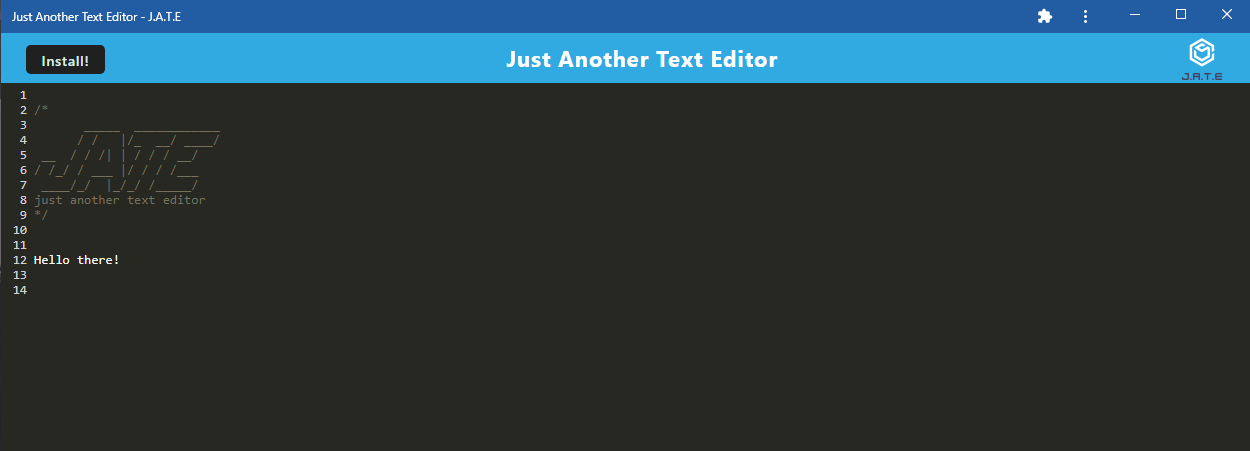 Just Another Text Editor - J.A.T.E
Install!
Just Another Text Editor
J.A.T.E
1
2 /*
3        _____  ____________
4       / /   |/_  __/ ____/
5  __  / / /| | / / / __/
6 / /_/ / ___ |/ / / /___
7  ____/_/  |_/_/ /_____/
8 just another text editor
9 */
10
11
12 Hello there!
13
14